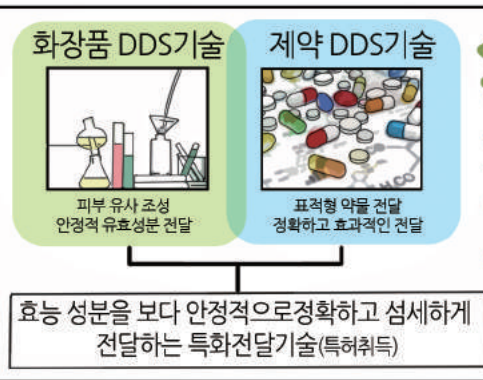 화장품 DDS기술
제약 DDS기술
피부 유사 조성
안정적 유효성분 전달
표적형 약물 전달
정확하고 효과적인 전달
효능 성분을 보다 안정적으로정확하고 섬세하게
전달하는 특화전달기술(특허취득)